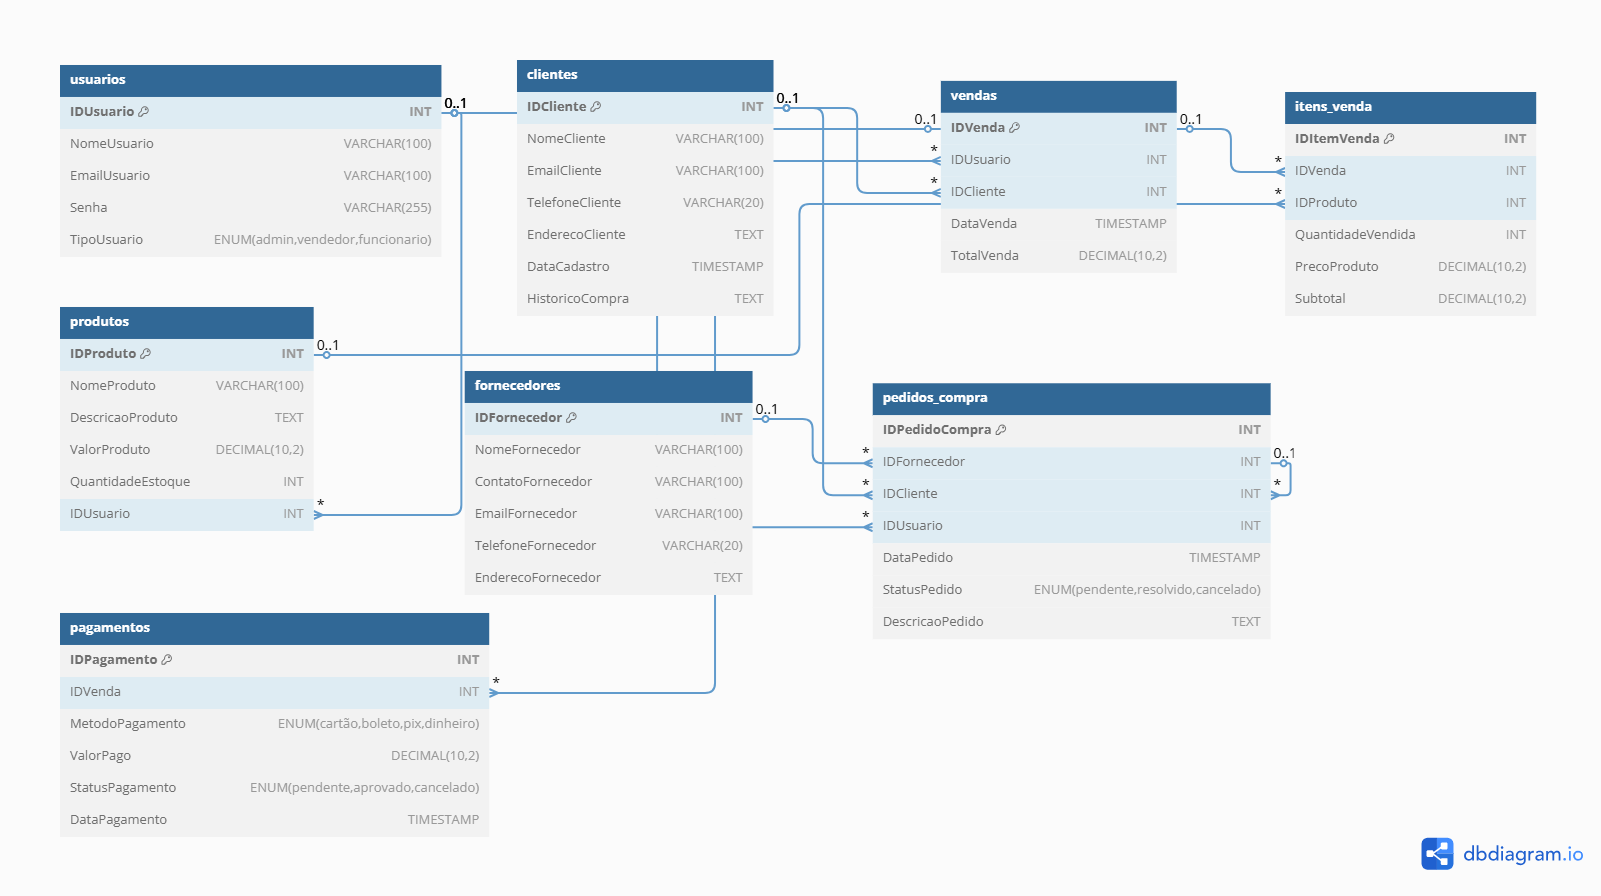 usuarios
IDUsuario INT
NomeUsuario VARCHAR(100)
EmailUsuario VARCHAR(100)
Senha VARCHAR(255)
TipoUsuario ENUM(admin,vendedor,funcionario)
0..1
clientes
IDCliente INT
NomeCliente VARCHAR(100)
EmailCliente VARCHAR(100)
TelefoneCliente VARCHAR(20)
EnderecoCliente TEXT
DataCadastro TIMESTAMP
HistoricoCompra TEXT
0..1
0..1
*
*
vendas
IDVenda INT
IDUsuario INT
IDCliente INT
DataVenda TIMESTAMP
TotalVenda DECIMAL(10,2)
0..1
*
*
itens_venda
IDItemVenda INT
IDVenda INT
IDProduto INT
QuantidadeVendida INT
PrecoProduto DECIMAL(10,2)
Subtotal DECIMAL(10,2)
produtos
IDProduto INT
NomeProduto VARCHAR(100)
DescricaoProduto TEXT
ValorProduto DECIMAL(10,2)
QuantidadeEstoque INT
IDUsuario INT
0..1
*
fornecedores
IDFornecedor INT
NomeFornecedor VARCHAR(100)
ContatoFornecedor VARCHAR(100)
EmailFornecedor VARCHAR(100)
TelefoneFornecedor VARCHAR(20)
EnderecoFornecedor TEXT
0..1
*
*
*
pedidos_compra
IDPedidoCompra INT
IDFornecedor INT
IDCliente INT
IDUsuario INT
DataPedido TIMESTAMP
StatusPedido ENUM(pendente,resolvido,cancelado)
DescricaoPedido TEXT
0..1
*
pagamentos
IDPagamento INT
IDVenda INT
MetodoPagamento ENUM(cartão,boleto,pix,dinheiro)
ValorPago DECIMAL(10,2)
StatusPagamento ENUM(pendente,aprovado,cancelado)
DataPagamento TIMESTAMP
*
dbdiagram.io